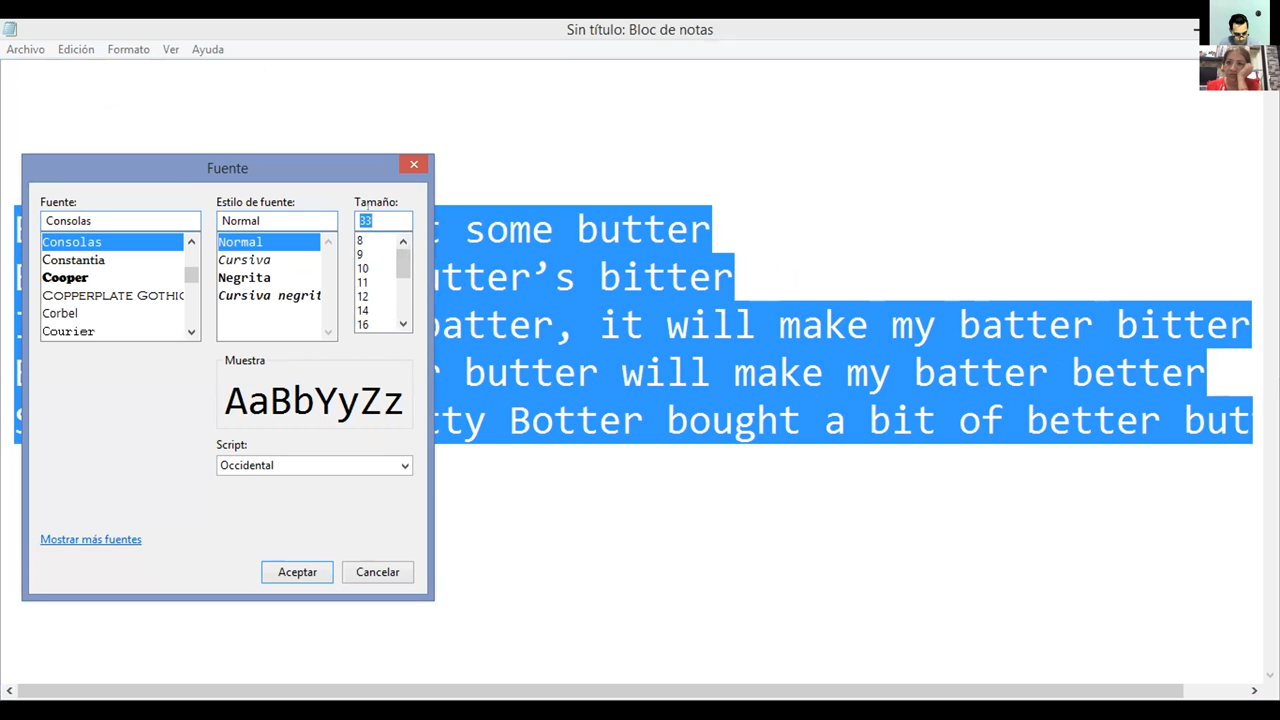 Sin título: Bloc de notas
Archivo Edición Formato Ver Ayuda
Fuente
Fuente: Estilo de fuente: Tamaño:
Consolas Normal 33
Consolas Normal 8
Constantia Cursiva 9
Cooper Negrita 10
COPPERPLATE GOTHIC Cursiva negrit 11
Corbel 12
Courier 14
16
Muestra
AaBbYyZz
Script:
Occidental
Mostrar más fuentes
Aceptar Cancelar
some butter
utter’s bitter
batter, it will make my batter bitter
butter will make my batter better
tty Botter bought a bit of better but